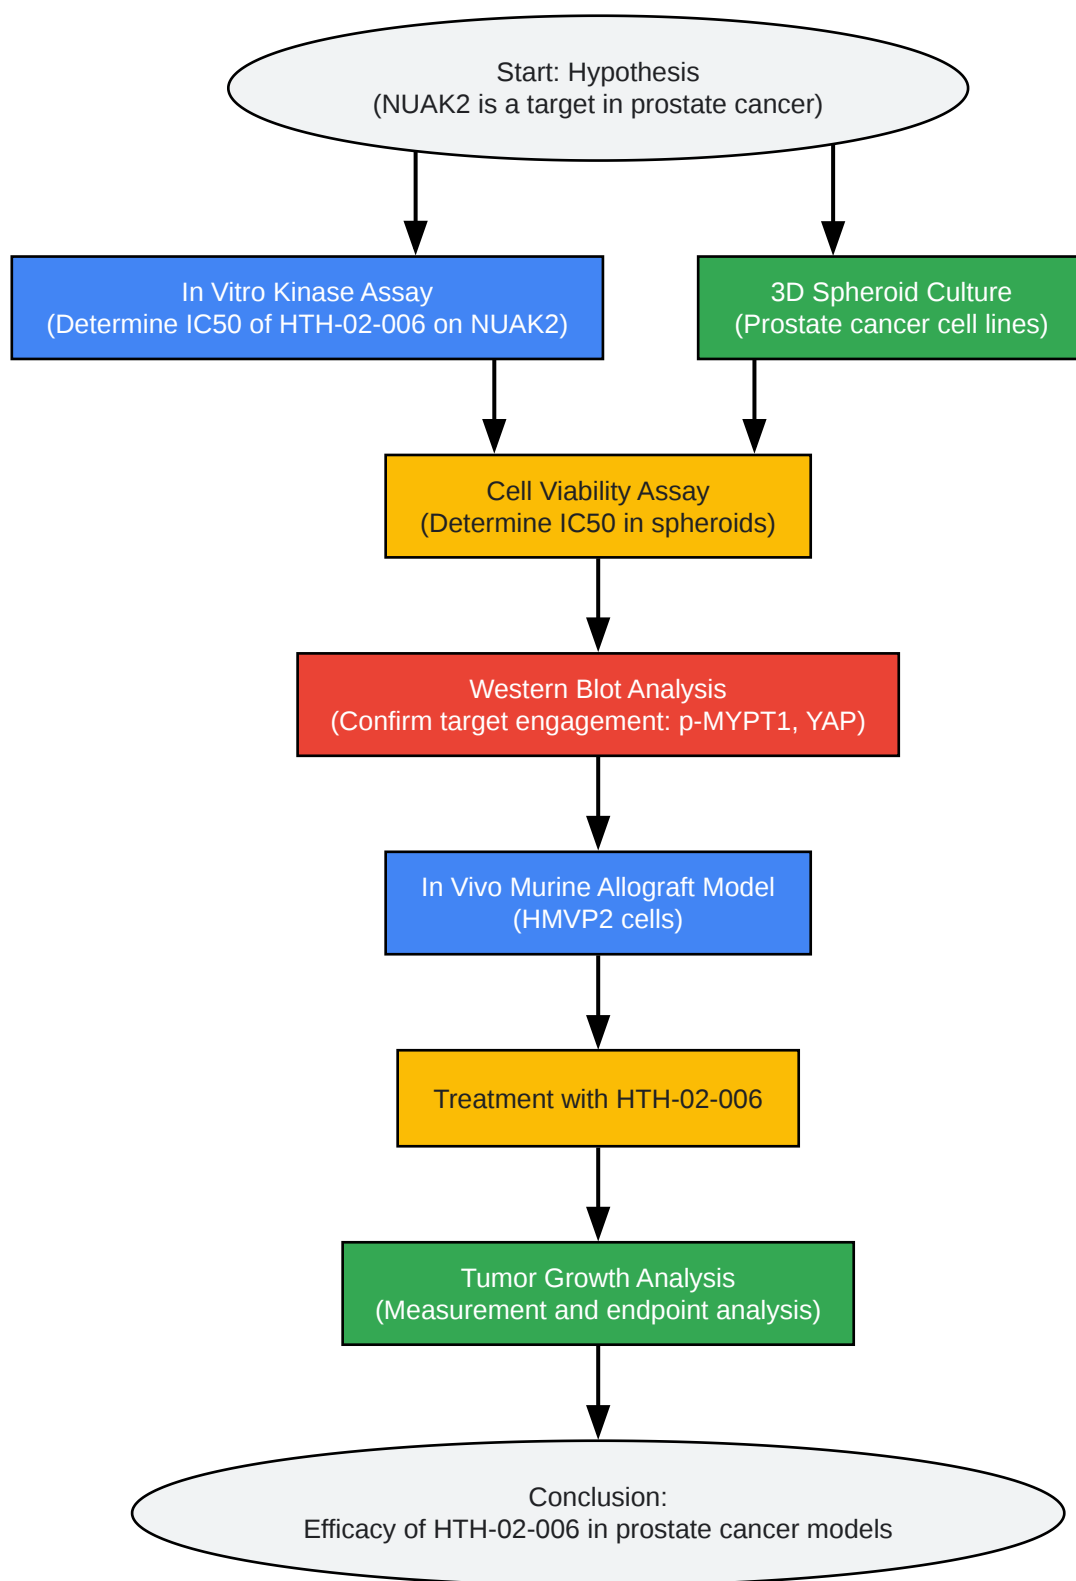 Start: Hypothesis
(NUAK2 is a target in prostate cancer)
In Vitro Kinase Assay
(Determine IC50 of HTH-02-006 on NUAK2)
3D Spheroid Culture
(Prostate cancer cell lines)
Cell Viability Assay
(Determine IC50 in spheroids)
Western Blot Analysis
(Confirm target engagement: p-MYPT1, YAP)
In Vivo Murine Allograft Model
(HMVP2 cells)
Treatment with HTH-02-006
Tumor Growth Analysis
(Measurement and endpoint analysis)
Conclusion:
Efficacy of HTH-02-006 in prostate cancer models